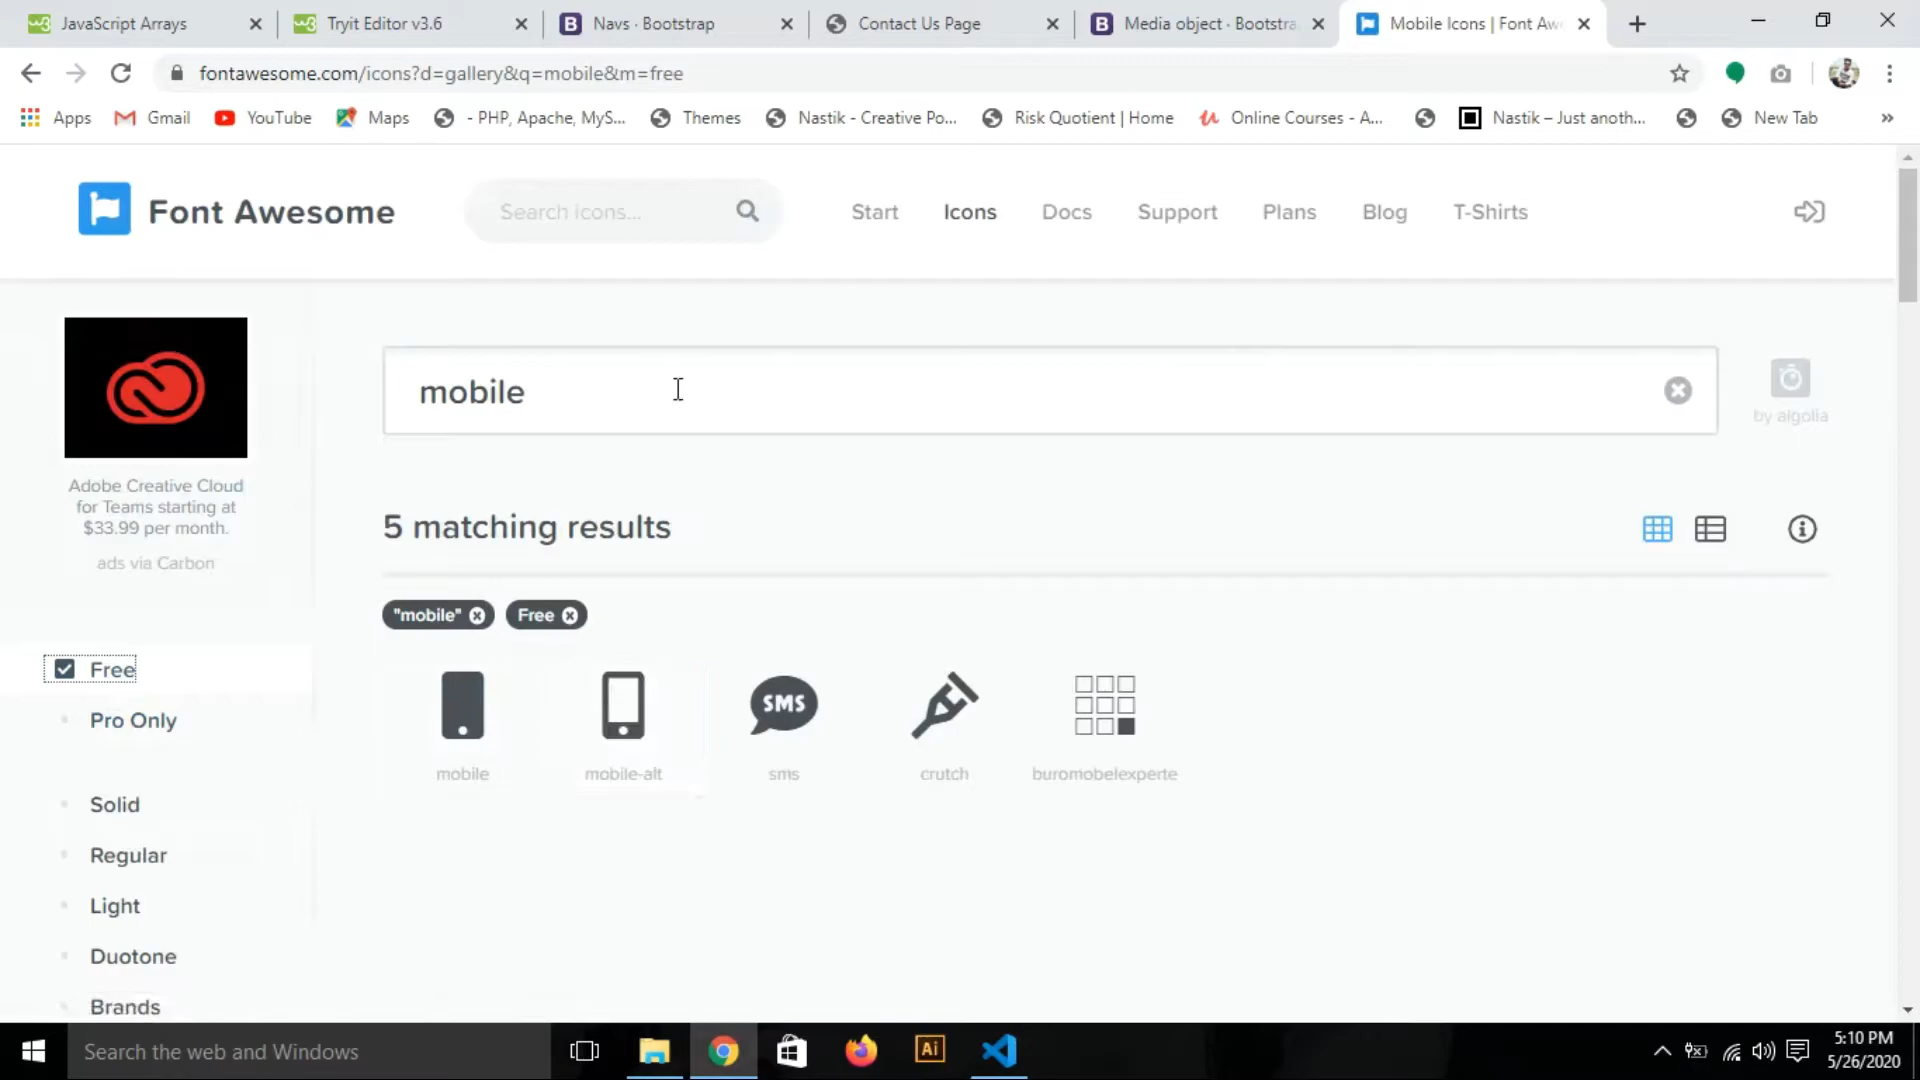 JavaScript Arrays
Tryit Editor v3.6
Navs · Bootstrap
Contact Us Page
Media object · Bootstra
Mobile Icons | Font Aw
fontawesome.com/icons?d=gallery&q=mobile&m=free
Apps
Gmail
YouTube
Maps
- PHP, Apache, MyS...
Themes
Nastik - Creative Po...
Risk Quotient | Home
Online Courses - A...
Nastik – Just anoth...
New Tab
Font Awesome
Search icons...
Start
Icons
Docs
Support
Plans
Blog
T-Shirts
mobile
by algolia
Adobe Creative Cloud
for Teams starting at
$33.99 per month.
ads via Carbon
5 matching results
"mobile"
Free
Free
Pro Only
Solid
Regular
Light
Duotone
Brands
SMS
mobile
mobile-alt
sms
crutch
buromobelexperte
Search the web and Windows
Ai
5:10 PM
5/26/2020